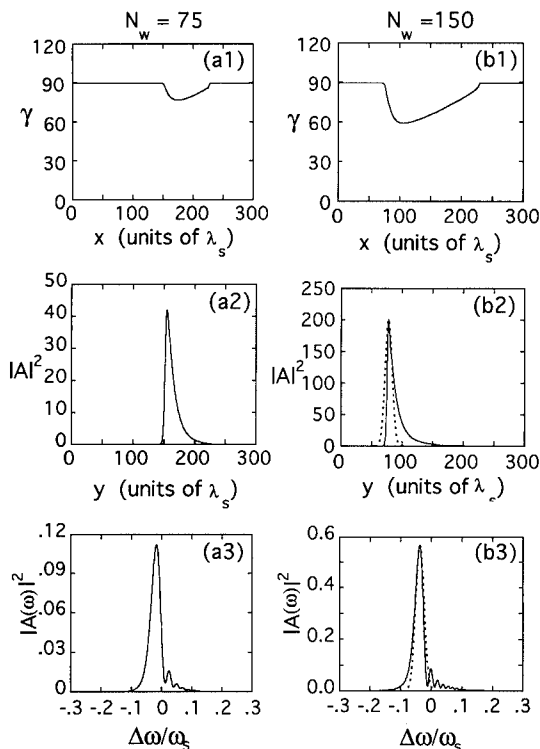 N_w = 75
N_w =150
(a1)
120
90
60
30
0
γ
0 100 200 300
x (units of λ_s)
(b1)
120
90
60
30
0
γ
0 100 200 300
x (units of λ_s)
(a2)
50
40
30
20
10
0
|A|^2
0 100 200 300
y (units of λ_s)
(b2)
250
200
150
100
50
0
|A|^2
0 100 200 300
y (units of λ_s)
(a3)
.12
.09
.06
.03
0
|A(ω)|^2
-.3 -.2 -.1 0 .1 .2 .3
Δω/ω_s
(b3)
0.6
0.4
0.2
0.0
|A(ω)|^2
-.3 -.2 -.1 0 .1 .2 .3
Δω/ω_s